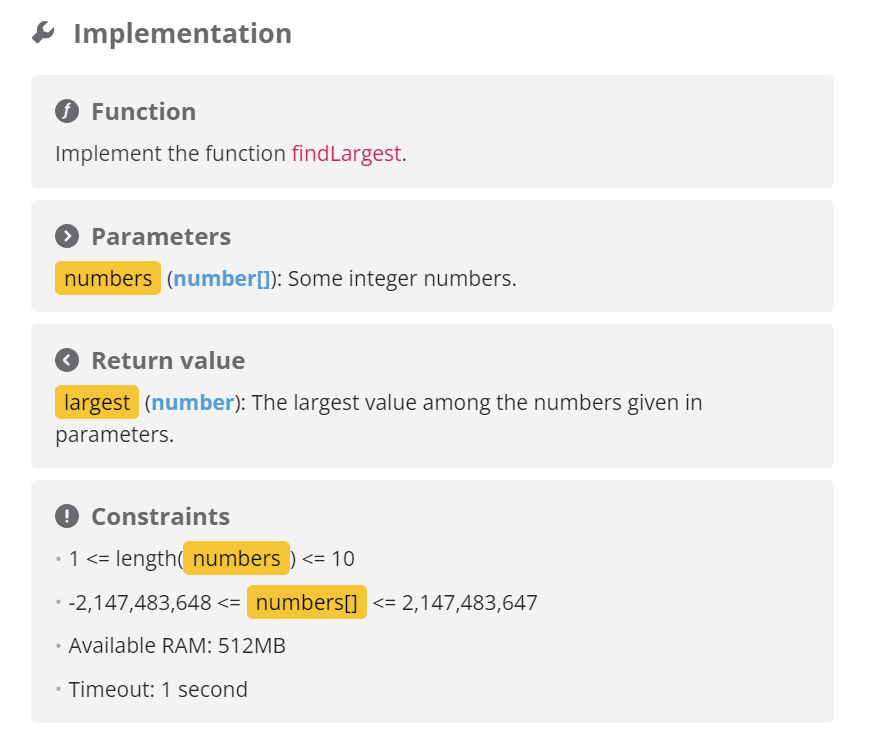 Implementation
Function
Implement the function findLargest.
Parameters
numbers (number[]): Some integer numbers.
Return value
largest (number): The largest value among the numbers given in
parameters.
Constraints
• 1 <= length(numbers) <= 10
• -2,147,483,648 <= numbers[] <= 2,147,483,647
• Available RAM: 512MB
• Timeout: 1 second